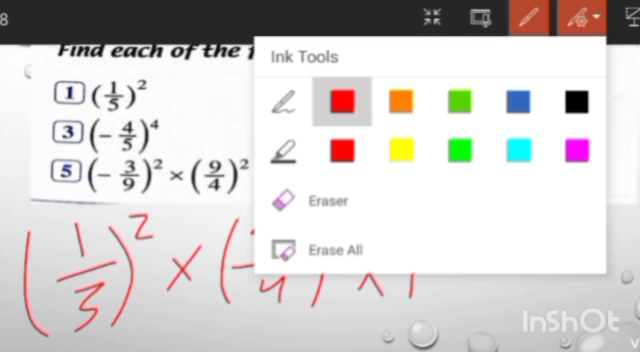 8
Find each of the
Ink Tools
1 (1/5)²
3 (- 4/5)⁴
5 (- 3/9)² × (9/4)²
Eraser
Erase All
(1/3)² × (
InShOt